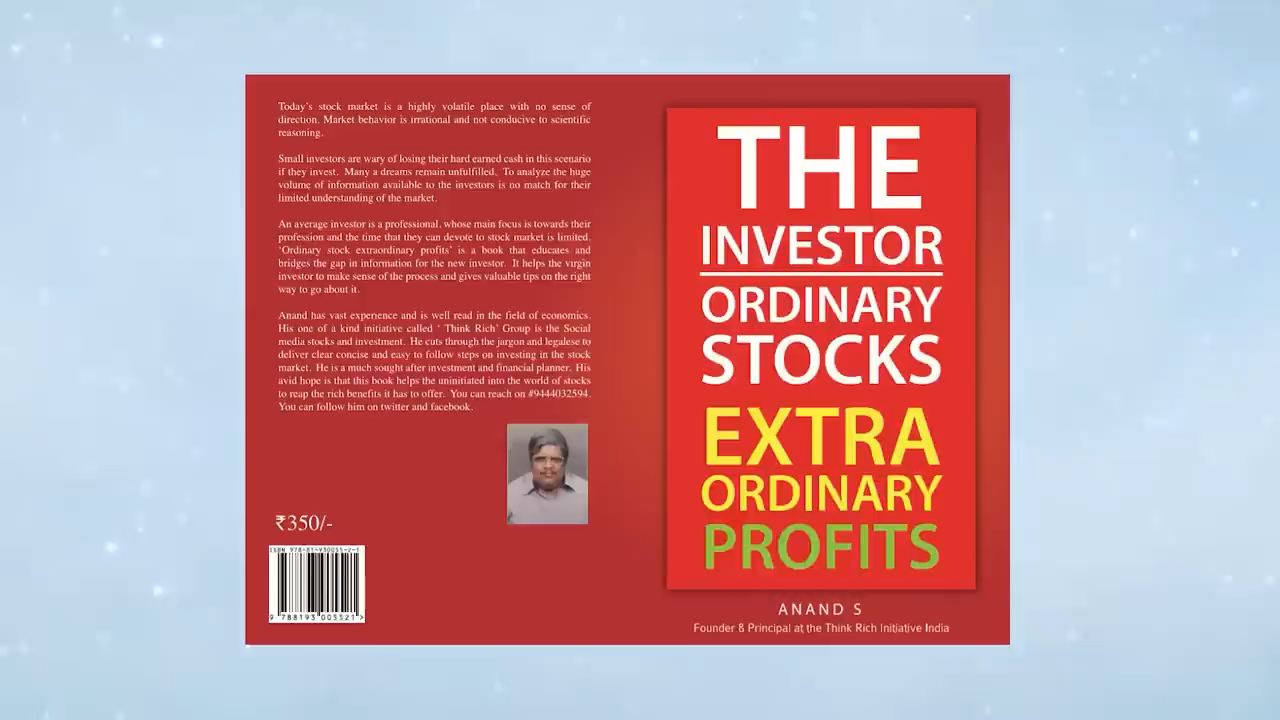 Today's stock market is a highly volatile place with no sense of
direction. Market behavior is irrational and not conducive to scientific
reasoning.
Small investors are wary of losing their hard earned cash in this scenario
if they invest. Many a dreams remain unfulfilled. To analyze the huge
volume of information available to the investors is no match for their
limited understanding of the market.
An average investor is a professional, whose main focus is towards their
profession and the time that they can devote to stock market is limited.
'Ordinary stock extraordinary profits' is a book that educates and
bridges the gap in information for the new investor. It helps the virgin
investor to make sense of the process and gives valuable tips on the right
way to go about it.
Anand has vast experience and is well read in the field of economics.
His one of a kind initiative called ' Think Rich' Group is the Social
media stocks and investment. He cuts through the jargon and legalese to
deliver clear concise and easy to follow steps on investing in the stock
market. He is a much sought after investment and financial planner. His
avid hope is that this book helps the uninitiated into the world of stocks
to reap the rich benefits it has to offer. You can reach on #9444032594.
You can follow him on twitter and facebook.
₹350/-
ISBN 978-81-930055-2-1
9 788193 005521 >
THE
INVESTOR
ORDINARY
STOCKS
EXTRA
ORDINARY
PROFITS
ANAND S
Founder & Principal at the Think Rich Initiative India